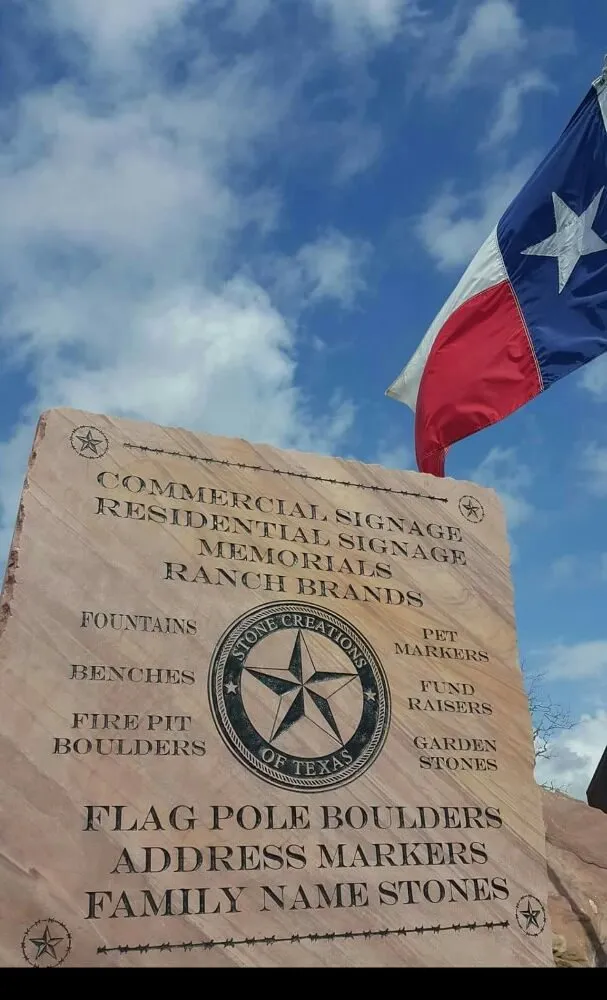 COMMERCIAL SIGNAGE
RESIDENTIAL SIGNAGE
MEMORIALS
RANCH BRANDS
FOUNTAINS
BENCHES
FIRE PIT
BOULDERS
STONE CREATIONS
OF TEXAS
PET
MARKERS
FUND
RAISERS
GARDEN
STONES
FLAG POLE BOULDERS
ADDRESS MARKERS
FAMILY NAME STONES